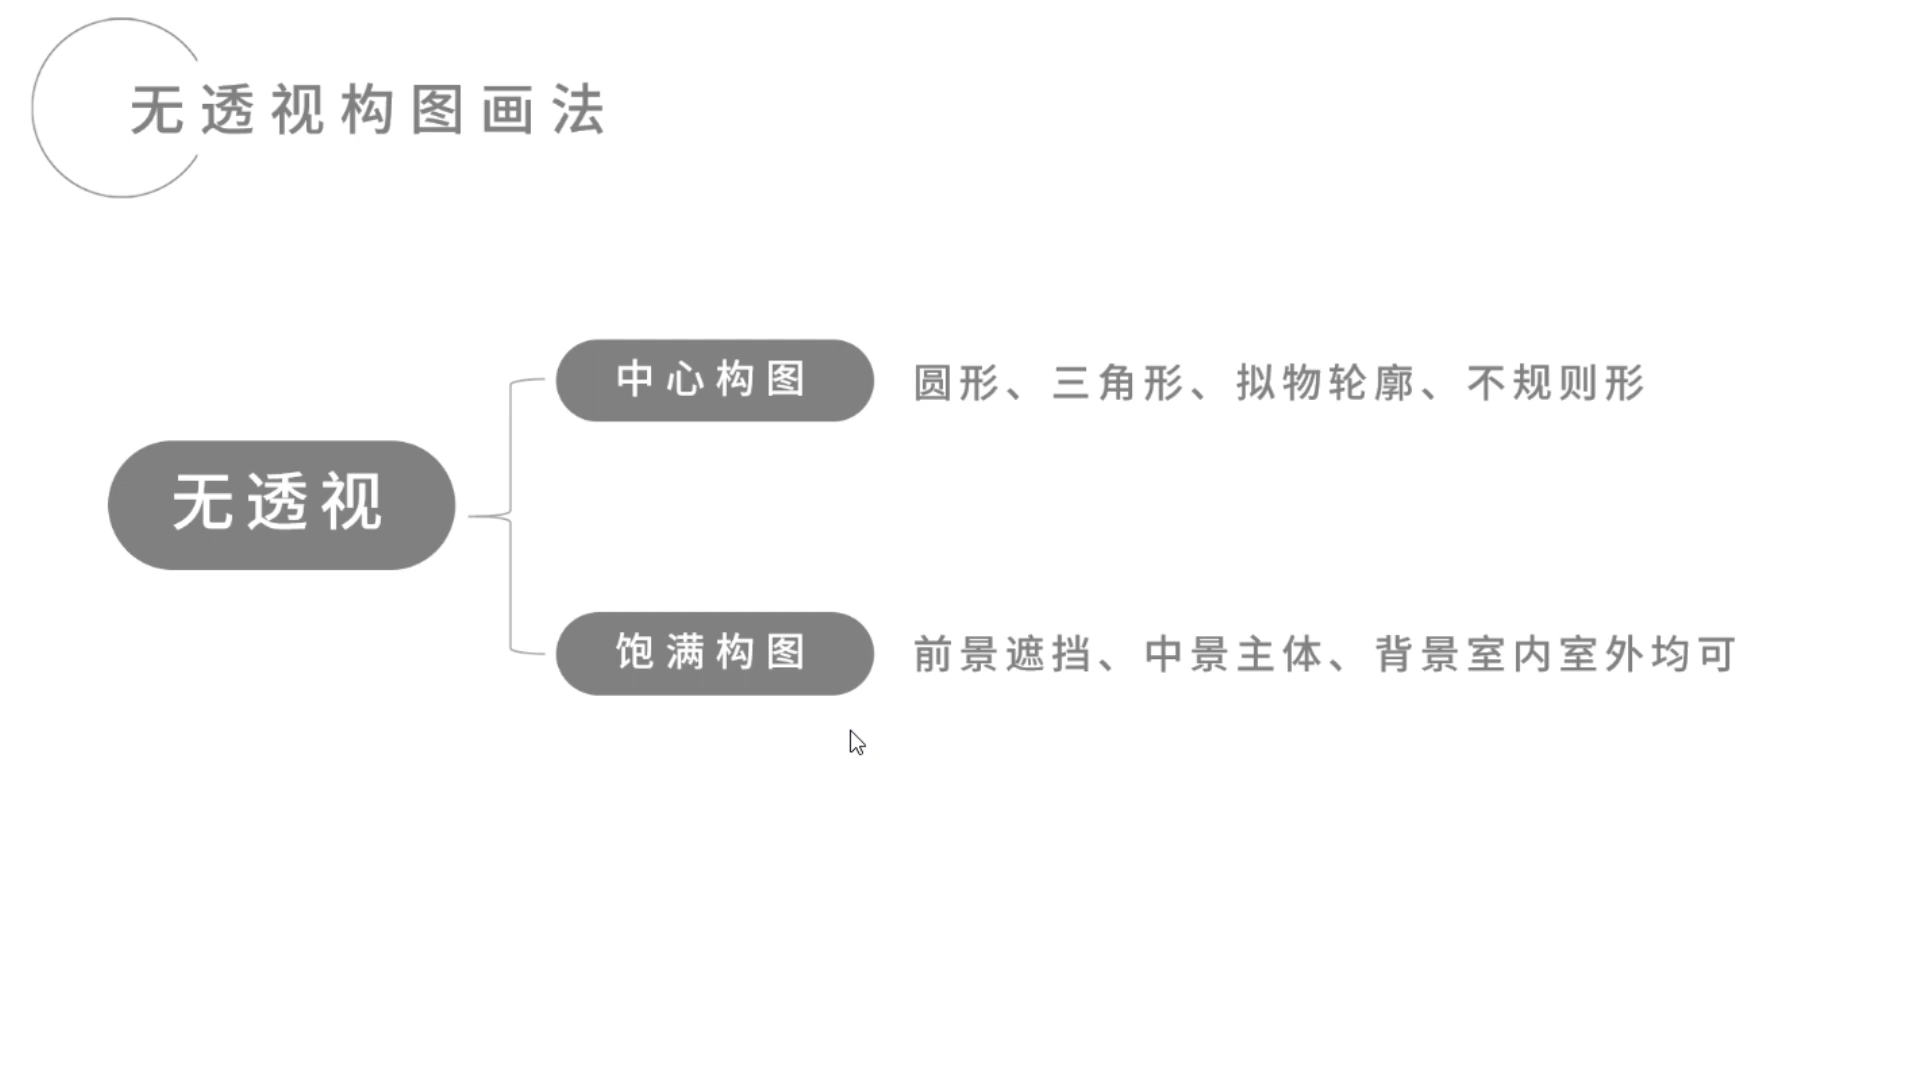 无透视构图画法
中心构图
圆形、三角形、拟物轮廓、不规则形
无透视
饱满构图
前景遮挡、中景主体、背景室内室外均可